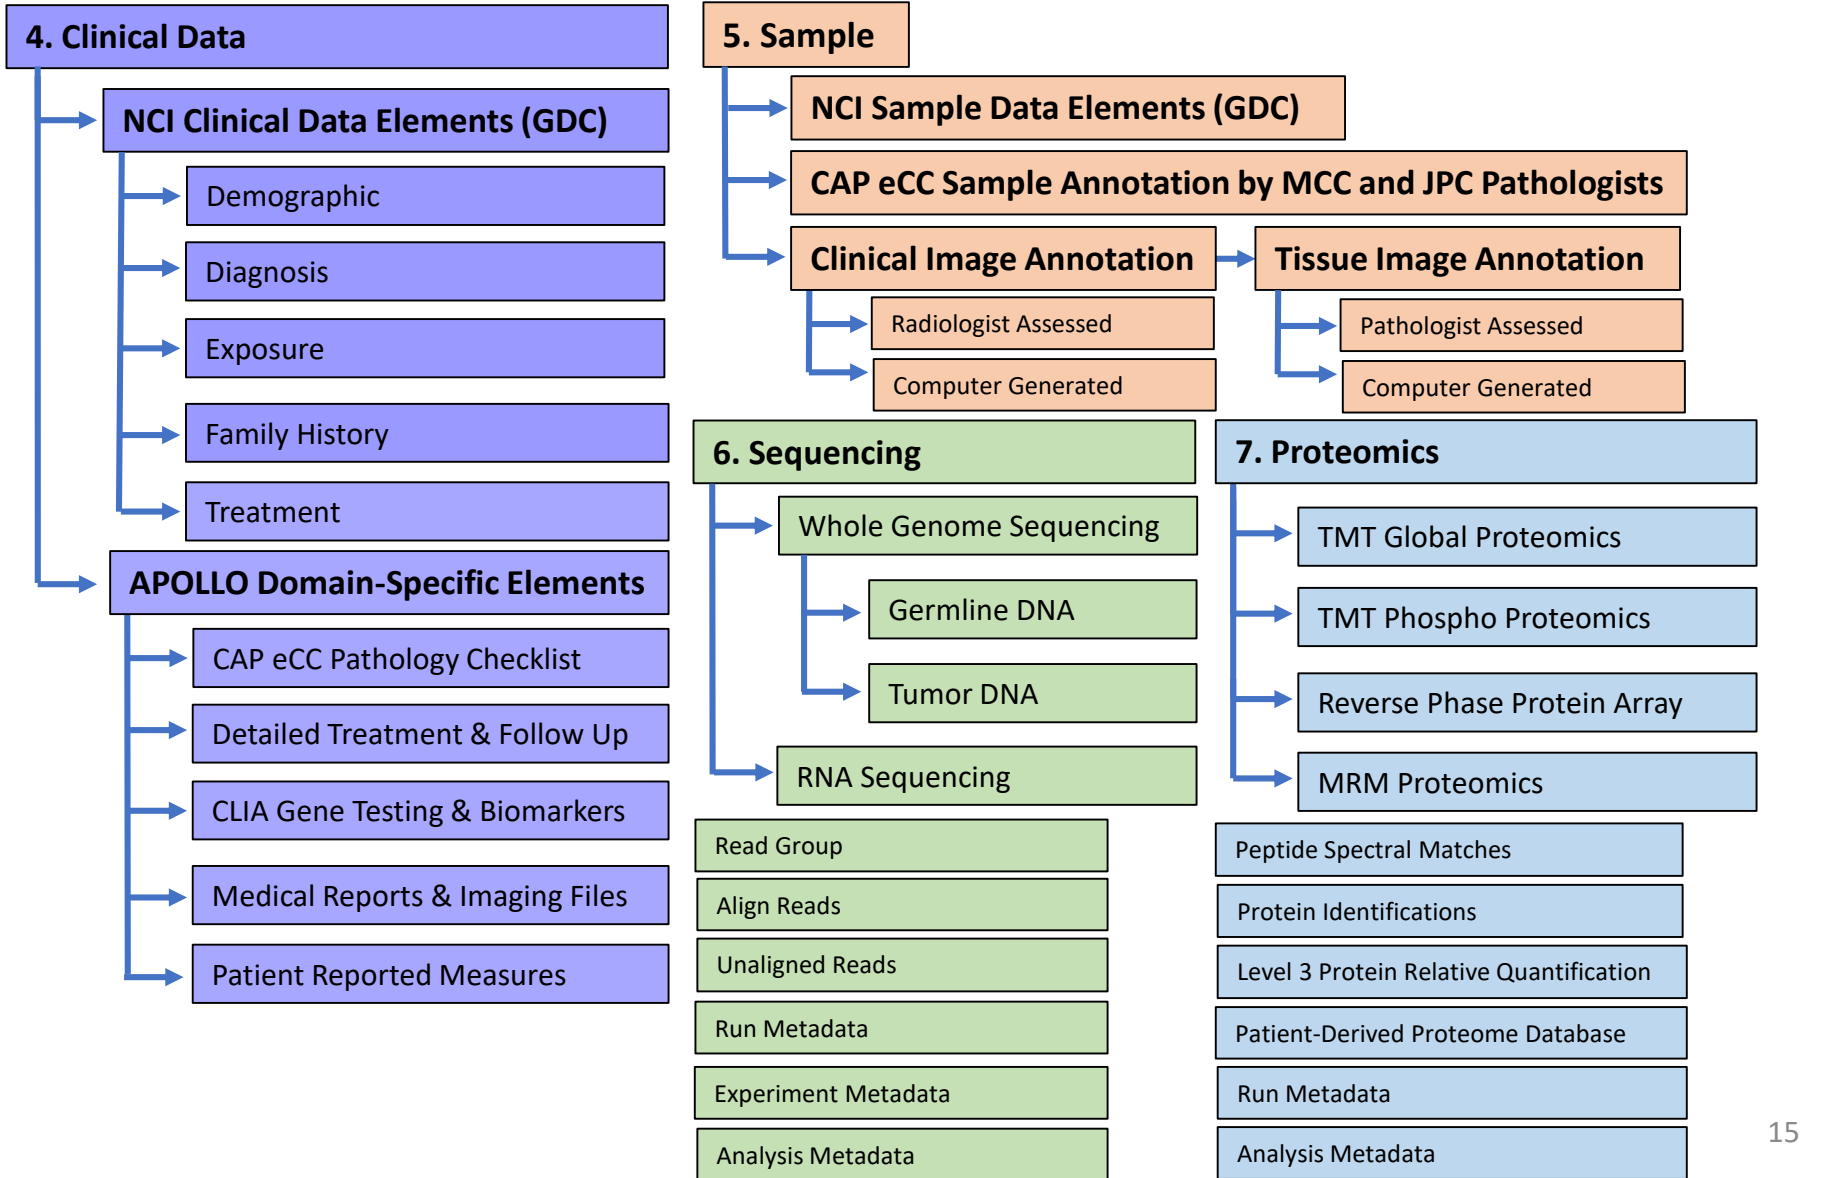 4. Clinical Data
NCI Clinical Data Elements (GDC)
Demographic
Diagnosis
Exposure
Family History
Treatment
APOLLO Domain-Specific Elements
CAP eCC Pathology Checklist
Detailed Treatment & Follow Up
CLIA Gene Testing & Biomarkers
Medical Reports & Imaging Files
Patient Reported Measures
5. Sample
NCI Sample Data Elements (GDC)
CAP eCC Sample Annotation by MCC and JPC Pathologists
Clinical Image Annotation
Radiologist Assessed
Computer Generated
Tissue Image Annotation
Pathologist Assessed
Computer Generated
6. Sequencing
Whole Genome Sequencing
Germline DNA
Tumor DNA
RNA Sequencing
Read Group
Align Reads
Unaligned Reads
Run Metadata
Experiment Metadata
Analysis Metadata
7. Proteomics
TMT Global Proteomics
TMT Phospho Proteomics
Reverse Phase Protein Array
MRM Proteomics
Peptide Spectral Matches
Protein Identifications
Level 3 Protein Relative Quantification
Patient-Derived Proteome Database
Run Metadata
Analysis Metadata
15